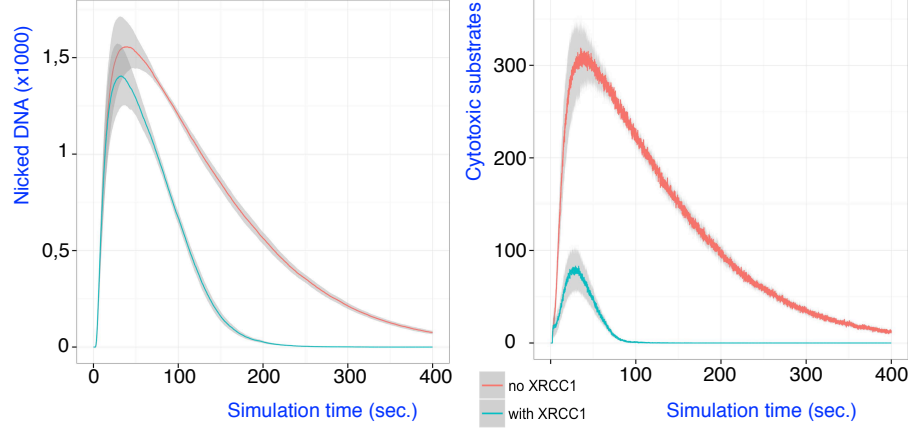 Nicked DNA (x1000)
1,5
1
0,5
0
0 100 200 300 400
Simulation time (sec.)
Cytotoxic substrates
300
200
100
0
100 200 300 400
Simulation time (sec.)
no XRCC1
with XRCC1